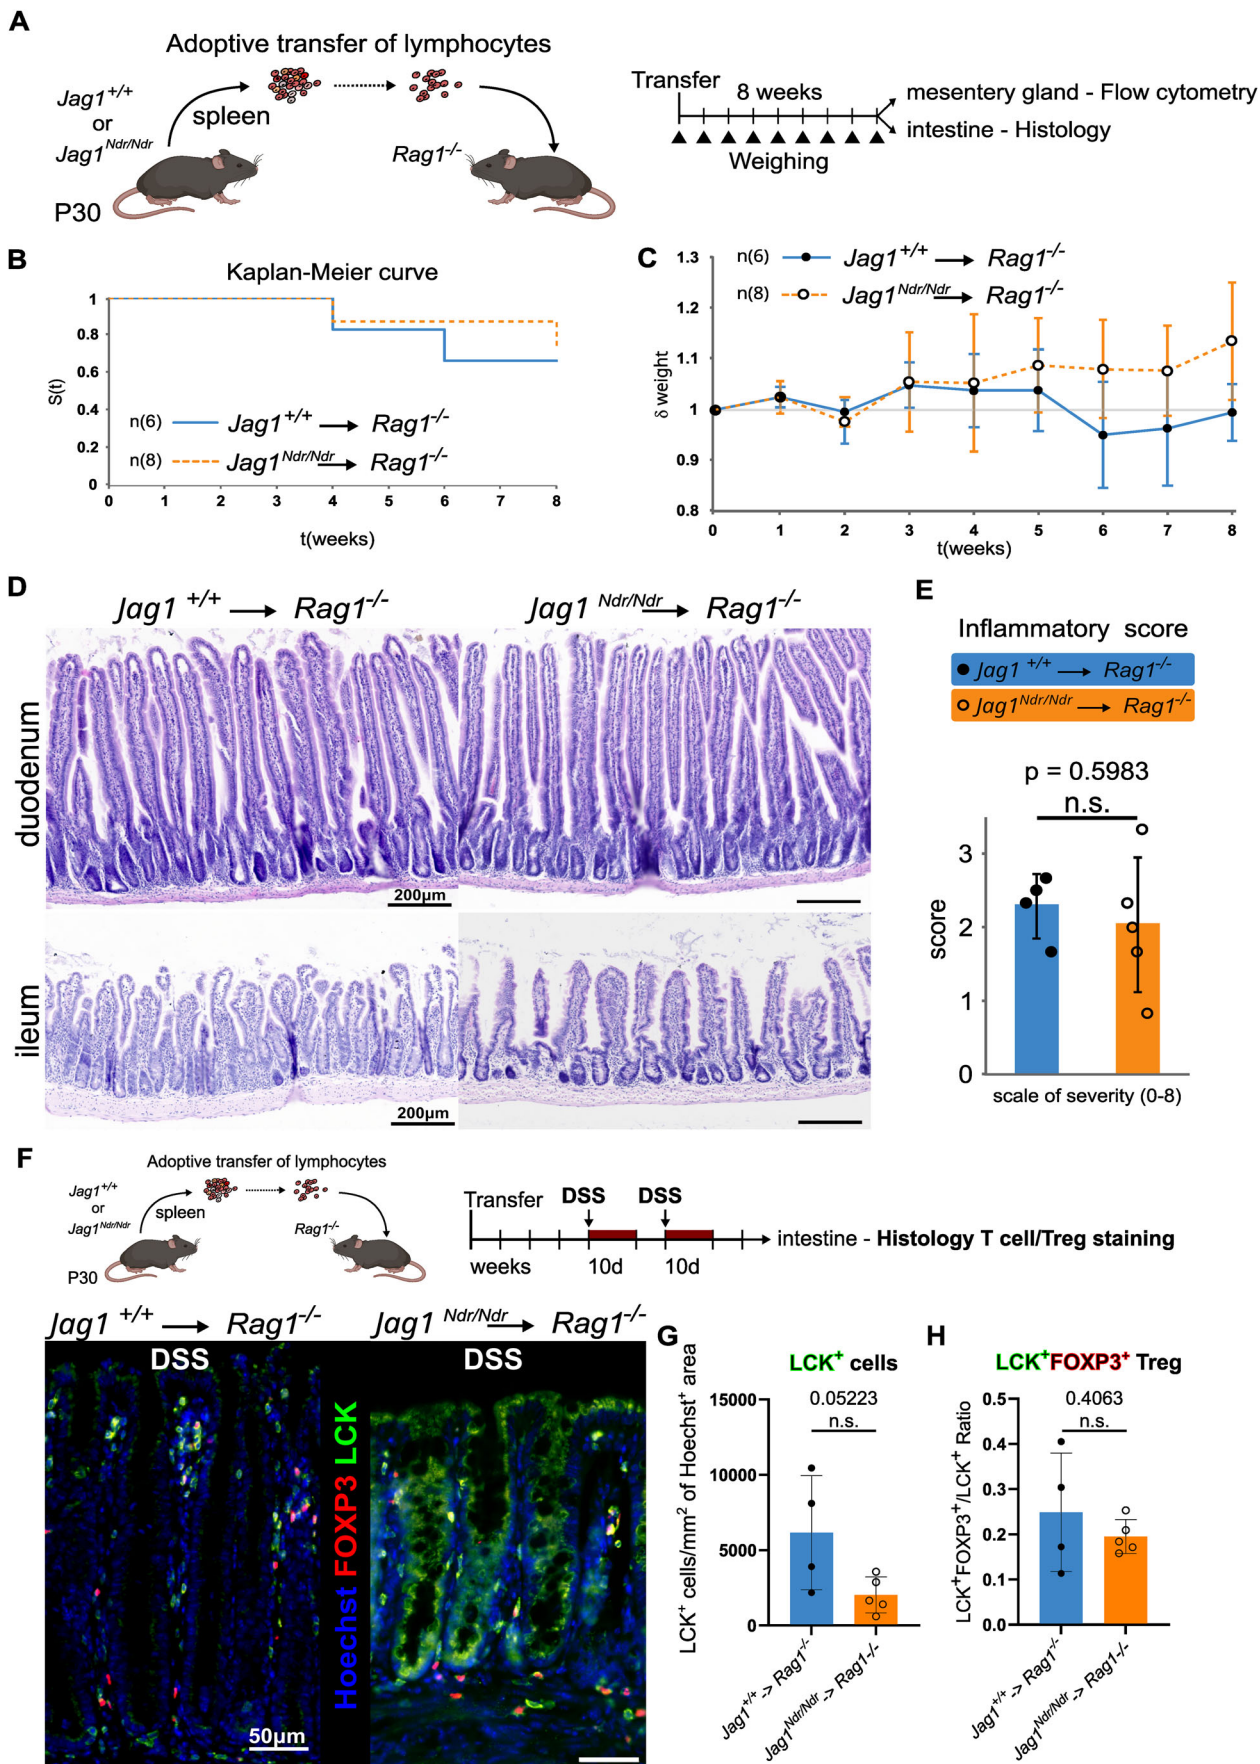 A
Adoptive transfer of lymphocytes
Jag1+/+
or
Jag1Ndr/Ndr
P30
spleen
Rag1-/-
Transfer
8 weeks
Weighing
mesentery gland - Flow cytometry
intestine - Histology
B
Kaplan-Meier curve
S(t)
1
0.8
0.6
0.4
0.2
0
n(6) Jag1+/+ → Rag1-/-
n(8) Jag1Ndr/Ndr → Rag1-/-
0 1 2 3 4 5 6 7 8
t(weeks)
C
n(6) Jag1+/+ → Rag1-/-
n(8) Jag1Ndr/Ndr → Rag1-/-
δ weight
1.3
1.2
1.1
1
0.9
0.8
0 1 2 3 4 5 6 7 8
t(weeks)
D
Jag1 +/+ → Rag1-/-
Jag1 Ndr/Ndr → Rag1-/-
duodenum
200µm
ileum
200µm
E
Inflammatory score
Jag1 +/+ → Rag1-/-
Jag1Ndr/Ndr → Rag1-/-
p = 0.5983
n.s.
score
3
2
1
0
scale of severity (0-8)
F
Adoptive transfer of lymphocytes
Jag1+/+
or
Jag1Ndr/Ndr
P30
spleen
Rag1-/-
Transfer
DSS DSS
weeks 10d 10d
intestine - Histology T cell/Treg staining
Jag1 +/+ → Rag1-/-
Jag1 Ndr/Ndr → Rag1-/-
DSS
DSS
Hoechst FOXP3 LCK
50µm
G
LCK+ cells
0.05223
n.s.
LCK+ cells/mm2 of Hoechst+ area
15000
10000
5000
0
Jag1+/+ -> Rag1-/-
Jag1Ndr/Ndr -> Rag1-/-
H
LCK+FOXP3+ Treg
0.4063
n.s.
LCK+FOXP3+/LCK+ Ratio
0.5
0.4
0.3
0.2
0.1
0.0
Jag1+/+ -> Rag1-/-
Jag1Ndr/Ndr -> Rag1-/-